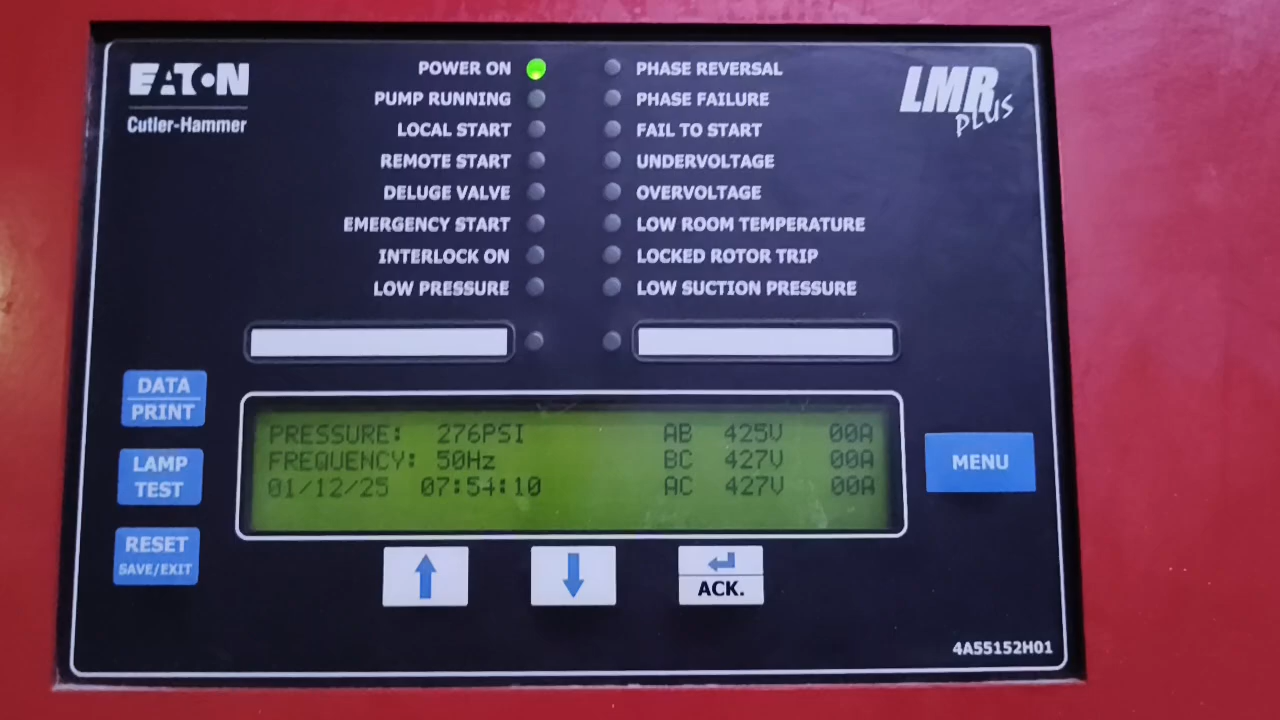 EATON
Cutler-Hammer
LMR
PLUS
POWER ON
PUMP RUNNING
LOCAL START
REMOTE START
DELUGE VALVE
EMERGENCY START
INTERLOCK ON
LOW PRESSURE
PHASE REVERSAL
PHASE FAILURE
FAIL TO START
UNDERVOLTAGE
OVERVOLTAGE
LOW ROOM TEMPERATURE
LOCKED ROTOR TRIP
LOW SUCTION PRESSURE
DATA
PRINT
LAMP
TEST
RESET
SAVE/EXIT
PRESSURE: 276PSI AB 425V 00A
FREQUENCY: 50Hz BC 427V 00A
01/12/25 07:54:10 AC 427V 00A
MENU
ACK.
4A55152H01